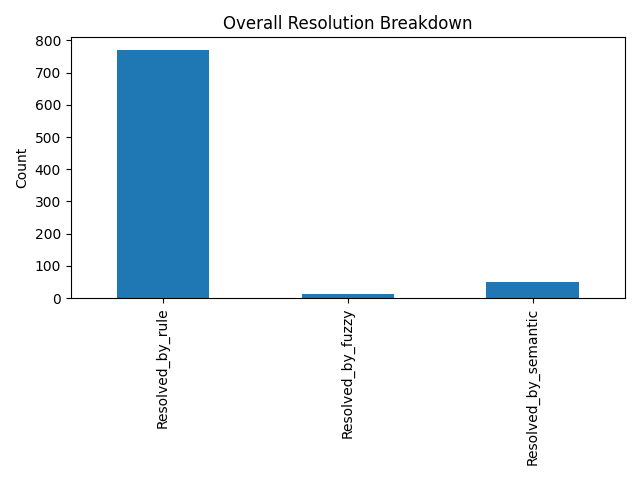 Overall Resolution Breakdown
Count
800
700
600
500
400
300
200
100
0
Resolved_by_rule
Resolved_by_fuzzy
Resolved_by_semantic